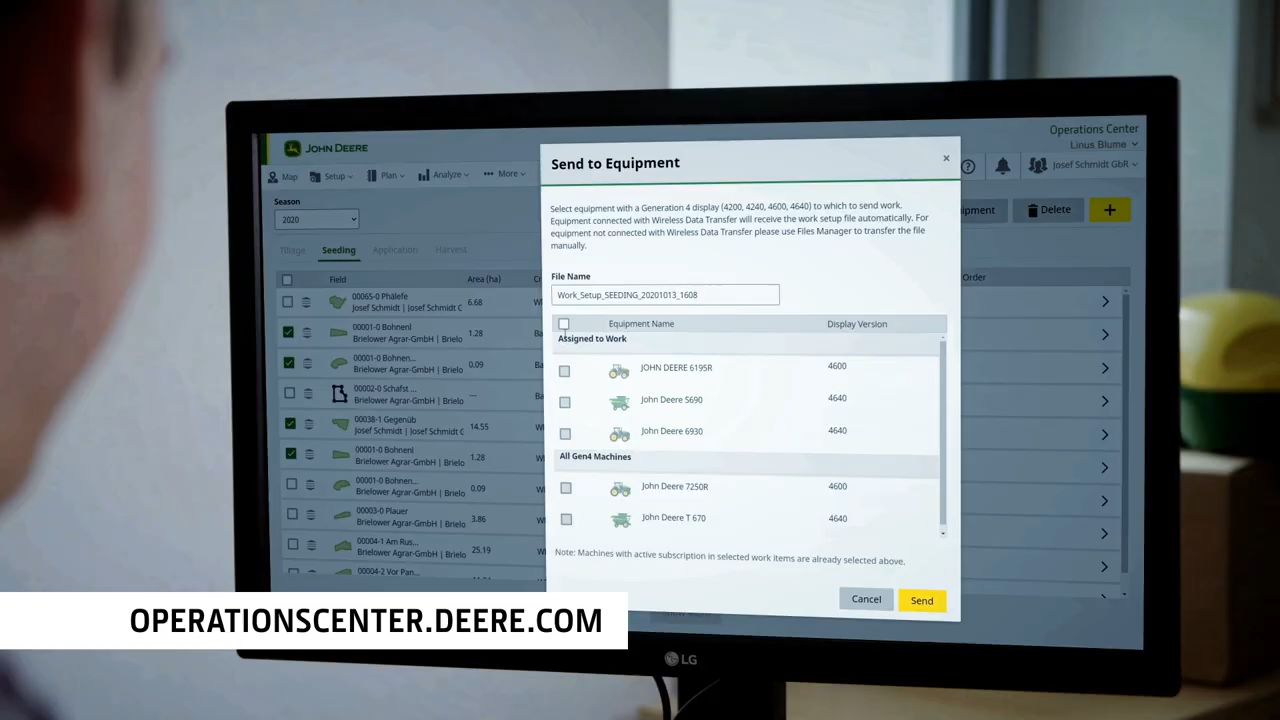 JOHN DEERE
Operations Center
Linus Blume
Map
Setup
Plan
Analyze
More
Josef Schmidt GbR
Season
2020
ipment
Delete
+
Tillage
Seeding
Application
Harvest
Field
Area (ha)
Order
00065-0 Phälefe
Josef Schmidt | Josef Schmidt C
6.68
00001-0 Bohnenl
Brielower Agrar-GmbH | Brielo
1.28
00001-0 Bohnen...
Brielower Agrar-GmbH | Brielo
0.09
00002-0 Schafst ...
Brielower Agrar-GmbH | Brielo
00038-1 Gegenüb
Josef Schmidt | Josef Schmidt C
14.55
00001-0 Bohnenl
Brielower Agrar-GmbH | Brielo
1.28
00001-0 Bohnen...
Brielower Agrar-GmbH | Brielo
0.09
00003-0 Plauer
Brielower Agrar-GmbH | Brielo
3.86
00004-1 Am Rus...
Brielower Agrar-GmbH | Brielo
25.19
00004-2 Vor Pan...
Send to Equipment
×
Select equipment with a Generation 4 display (4200, 4240, 4600, 4640) to which to send work.
Equipment connected with Wireless Data Transfer will receive the work setup file automatically. For
equipment not connected with Wireless Data Transfer please use Files Manager to transfer the file
manually.
File Name
Work_Setup_SEEDING_20201013_1608
Equipment Name
Display Version
Assigned to Work
JOHN DEERE 6195R
4600
John Deere S690
4640
John Deere 6930
4640
All Gen4 Machines
John Deere 7250R
4600
John Deere T 670
4640
Note: Machines with active subscription in selected work items are already selected above.
Cancel
Send
OPERATIONSCENTER.DEERE.COM
LG